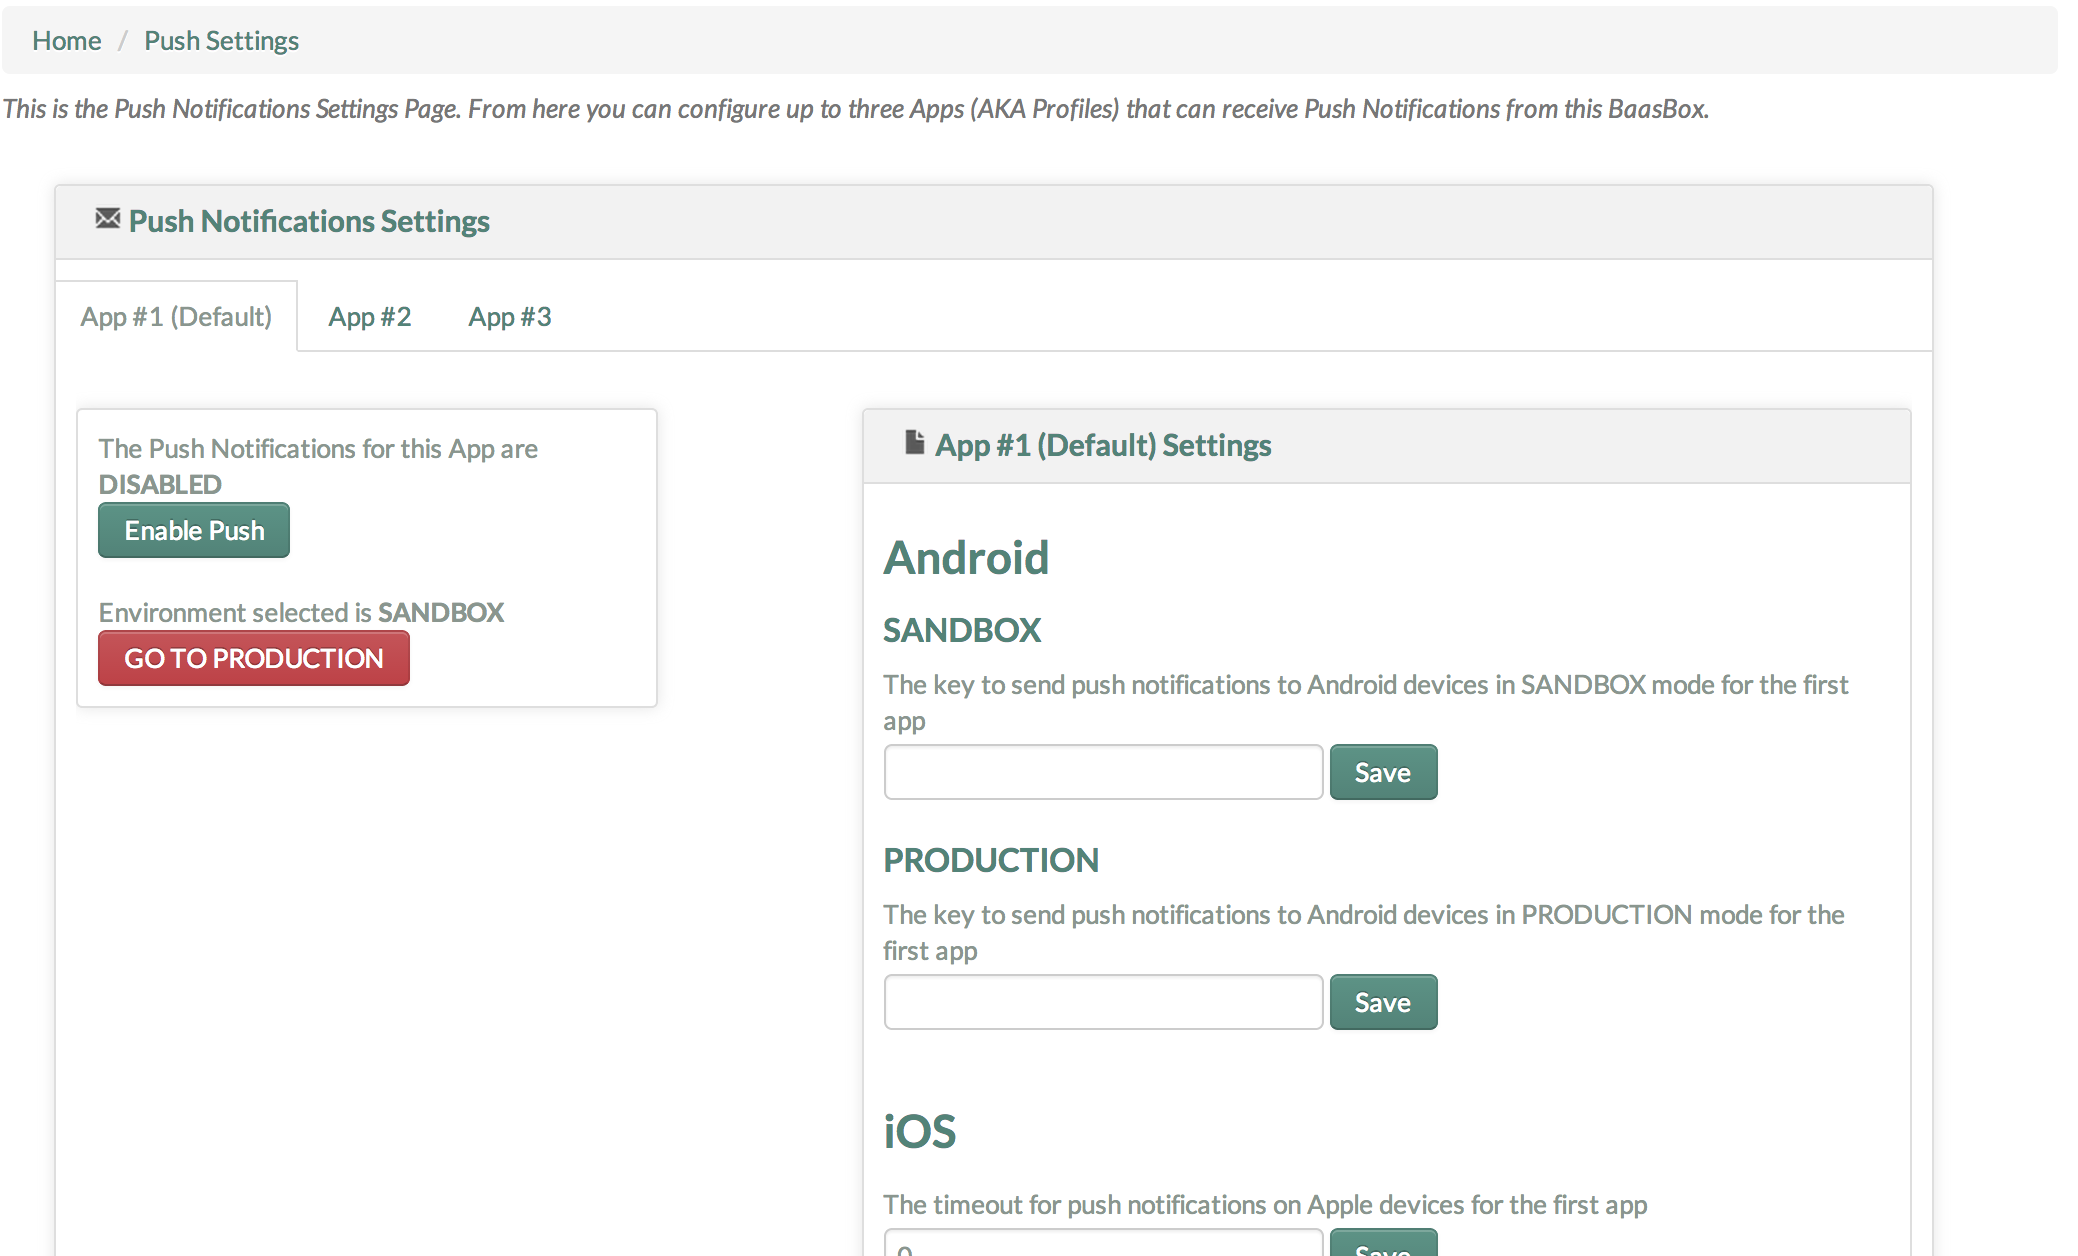 Home / Push Settings
This is the Push Notifications Settings Page. From here you can configure up to three Apps (AKA Profiles) that can receive Push Notifications from this BaasBox.
Push Notifications Settings
App #1 (Default) App #2 App #3
The Push Notifications for this App are
DISABLED
Enable Push
Environment selected is SANDBOX
GO TO PRODUCTION
App #1 (Default) Settings
Android
SANDBOX
The key to send push notifications to Android devices in SANDBOX mode for the first
app
Save
PRODUCTION
The key to send push notifications to Android devices in PRODUCTION mode for the
first app
Save
iOS
The timeout for push notifications on Apple devices for the first app
0 Save